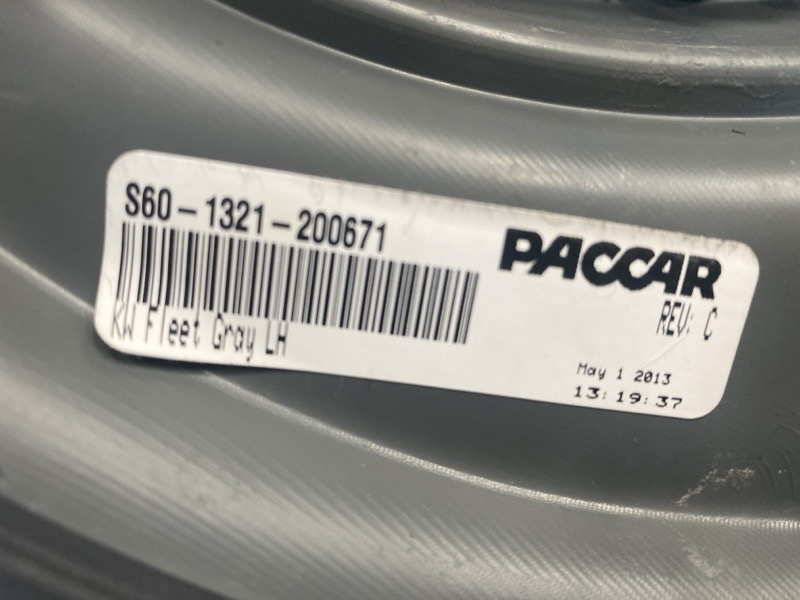 S60-1321-200671
PACCAR
REV: C
KW Fleet Gray LH
May 1 2013
13:19:37